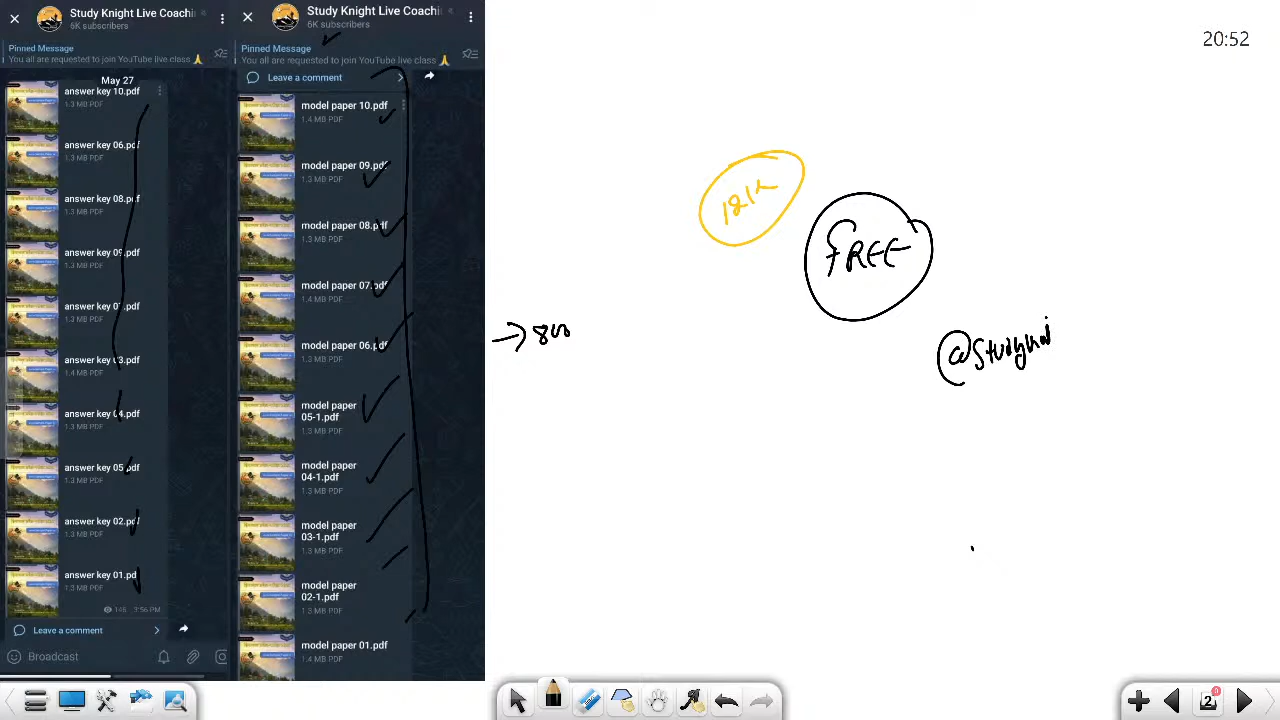 Study Knight Live Coachi
6K subscribers
Pinned Message
You all are requested to join YouTube live class 🙏
May 27
answer key 10.pdf
1.3 MB PDF
answer key 06.pdf
1.3 MB PDF
answer key 08.pdf
1.3 MB PDF
answer key 09.pdf
1.3 MB PDF
answer key 07.pdf
1.3 MB PDF
answer key 03.pdf
1.4 MB PDF
answer key 04.pdf
1.3 MB PDF
answer key 05.pdf
1.3 MB PDF
answer key 02.pdf
1.3 MB PDF
answer key 01.pd
1.3 MB PDF
146 3:56 PM
Leave a comment
Broadcast
Study Knight Live Coachi
6K subscribers
Pinned Message
You all are requested to join YouTube live class 🙏
Leave a comment
model paper 10.pdf
1.4 MB PDF
model paper 09.pdf
1.3 MB PDF
model paper 08.pdf
1.3 MB PDF
model paper 07.pdf
1.4 MB PDF
model paper 06.pdf
1.3 MB PDF
model paper
05-1.pdf
1.3 MB PDF
model paper
04-1.pdf
1.3 MB PDF
model paper
03-1.pdf
1.3 MB PDF
model paper
02-1.pdf
1.3 MB PDF
model paper 01.pdf
1.4 MB PDF
20:52
FREE
2